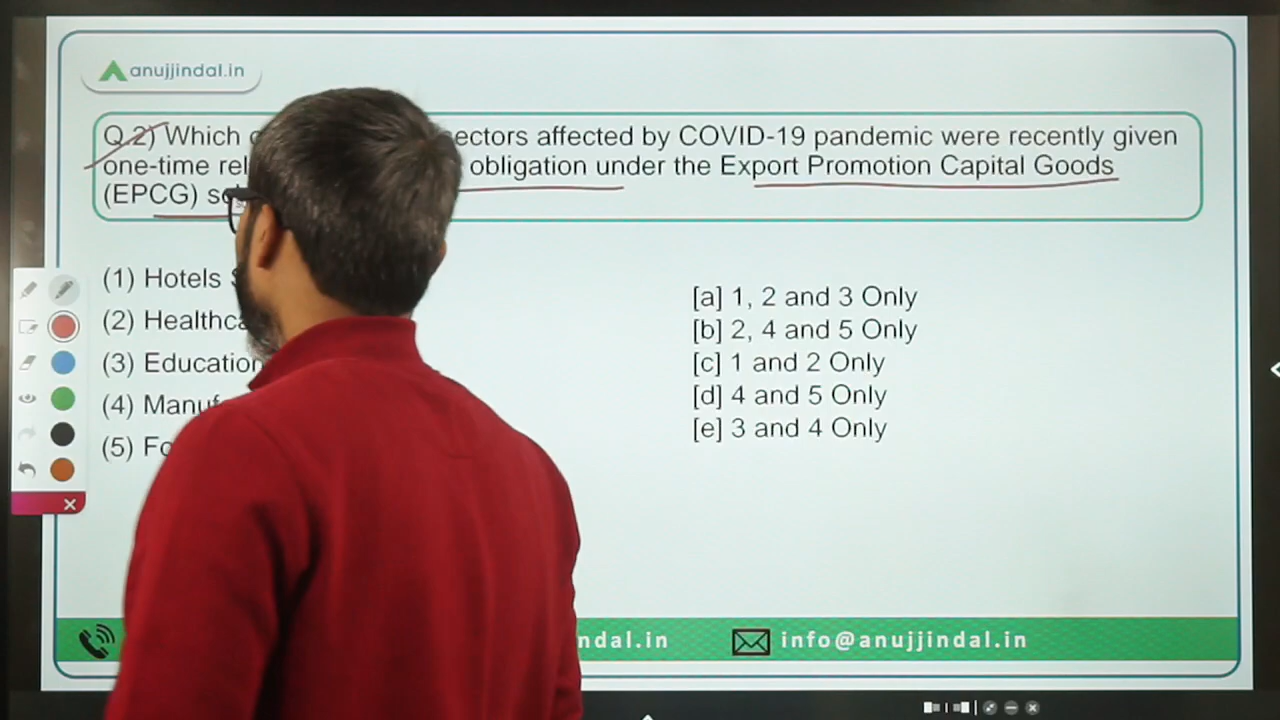 anujjindal.in
Q.2) Which ectors affected by COVID-19 pandemic were recently given
one-time rel obligation under the Export Promotion Capital Goods
(EPCG) sc
(1) Hotels
(2) Healthca
(3) Education
(4) Manuf
(5) Fo
[a] 1, 2 and 3 Only
[b] 2, 4 and 5 Only
[c] 1 and 2 Only
[d] 4 and 5 Only
[e] 3 and 4 Only
ndal.in info@anujjindal.in